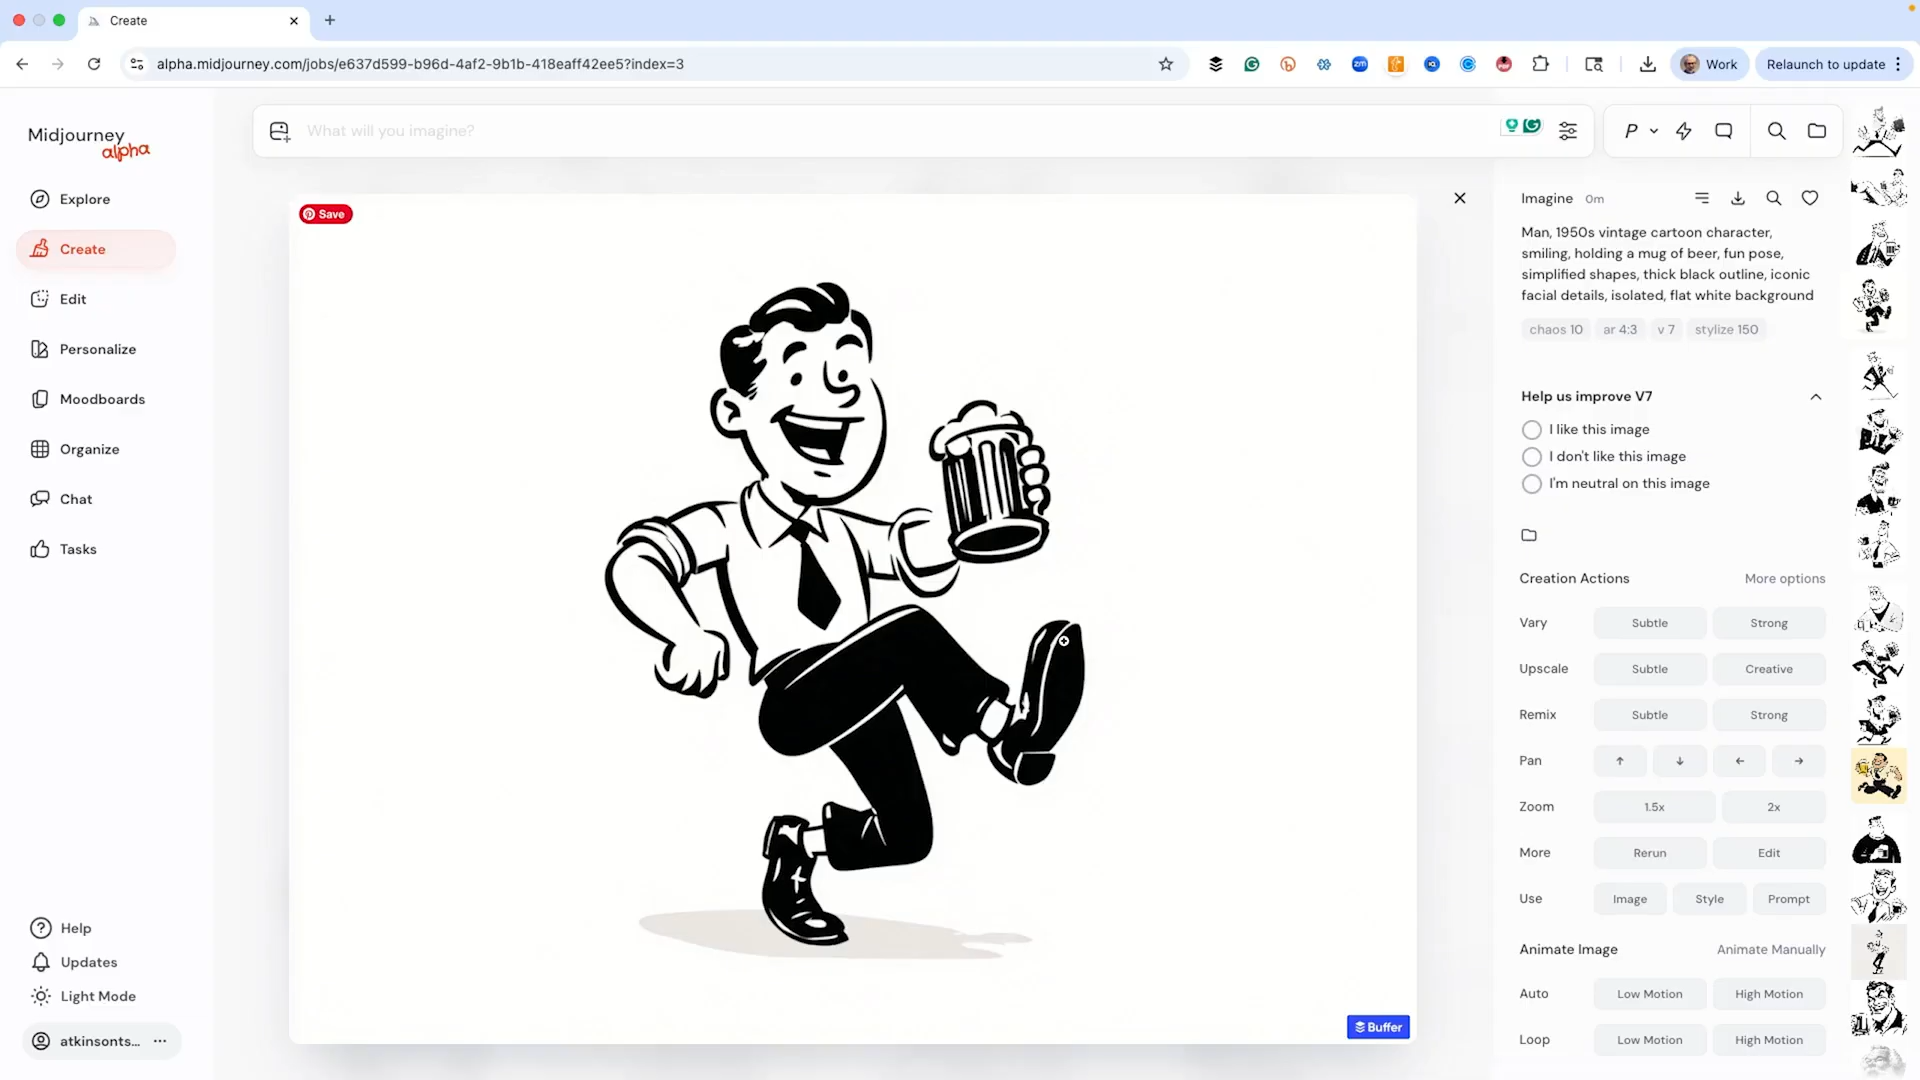 Create
alpha.midjourney.com/jobs/e637d599-b96d-4af2-9b1b-418eaff42ee5?index=3
Work
Relaunch to update
Midjourney
alpha
What will you imagine?
P
Explore
Create
Edit
Personalize
Moodboards
Organize
Chat
Tasks
Help
Updates
Light Mode
atkinsonts...
Save
Buffer
Imagine 0m
Man, 1950s vintage cartoon character,
smiling, holding a mug of beer, fun pose,
simplified shapes, thick black outline, iconic
facial details, isolated, flat white background
chaos 10 ar 4:3 v 7 stylize 150
Help us improve V7
I like this image
I don't like this image
I'm neutral on this image
Creation Actions More options
Vary Subtle Strong
Upscale Subtle Creative
Remix Subtle Strong
Pan ↑ ↓ ← →
Zoom 1.5x 2x
More Rerun Edit
Use Image Style Prompt
Animate Image Animate Manually
Auto Low Motion High Motion
Loop Low Motion High Motion